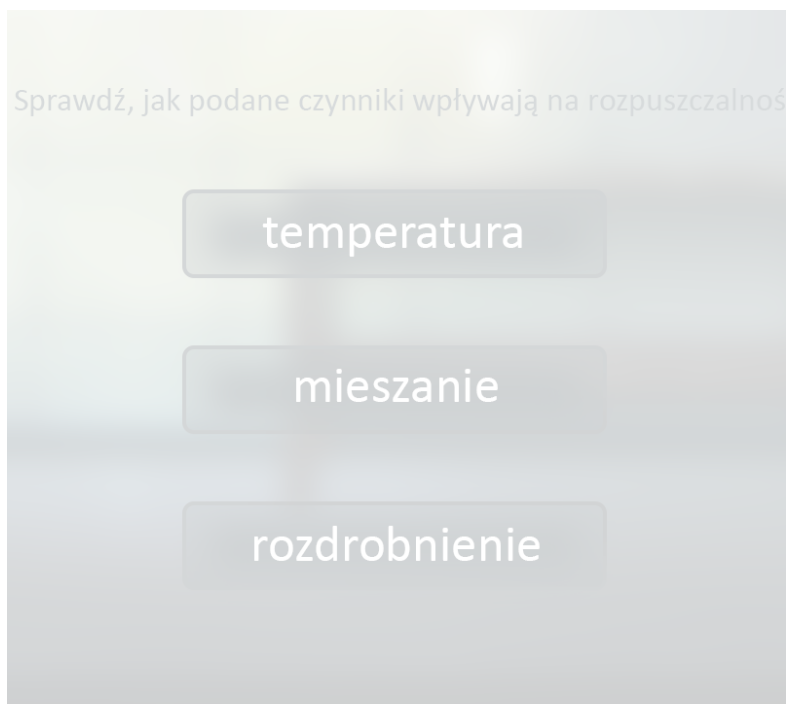 Sprawdź, jak podane czynniki wpływają na rozpuszczalnoś
temperatura
mieszanie
rozdrobnienie